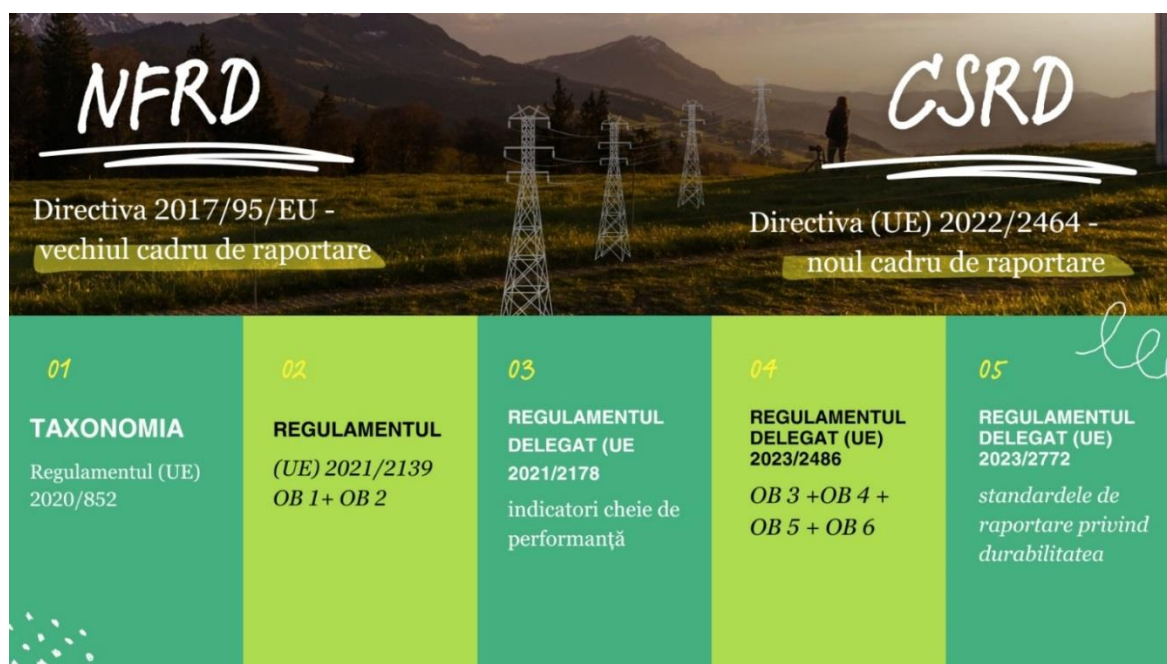 NFRD
CSRD
Directiva 2017/95/EU -
vechiul cadru de raportare
Directiva (UE) 2022/2464 -
noul cadru de raportare
01
TAXONOMIA
Regulamentul (UE)
2020/852
02
REGULAMENTUL
(UE) 2021/2139
OB 1+ OB 2
03
REGULAMENTUL
DELEGAT (UE
2021/2178
indicatori cheie de
performanță
04
REGULAMENTUL
DELEGAT (UE)
2023/2486
OB 3 +OB 4 +
OB 5 + OB 6
05
REGULAMENTUL
DELEGAT (UE)
2023/2772
standardele de
raportare privind
durabilitatea